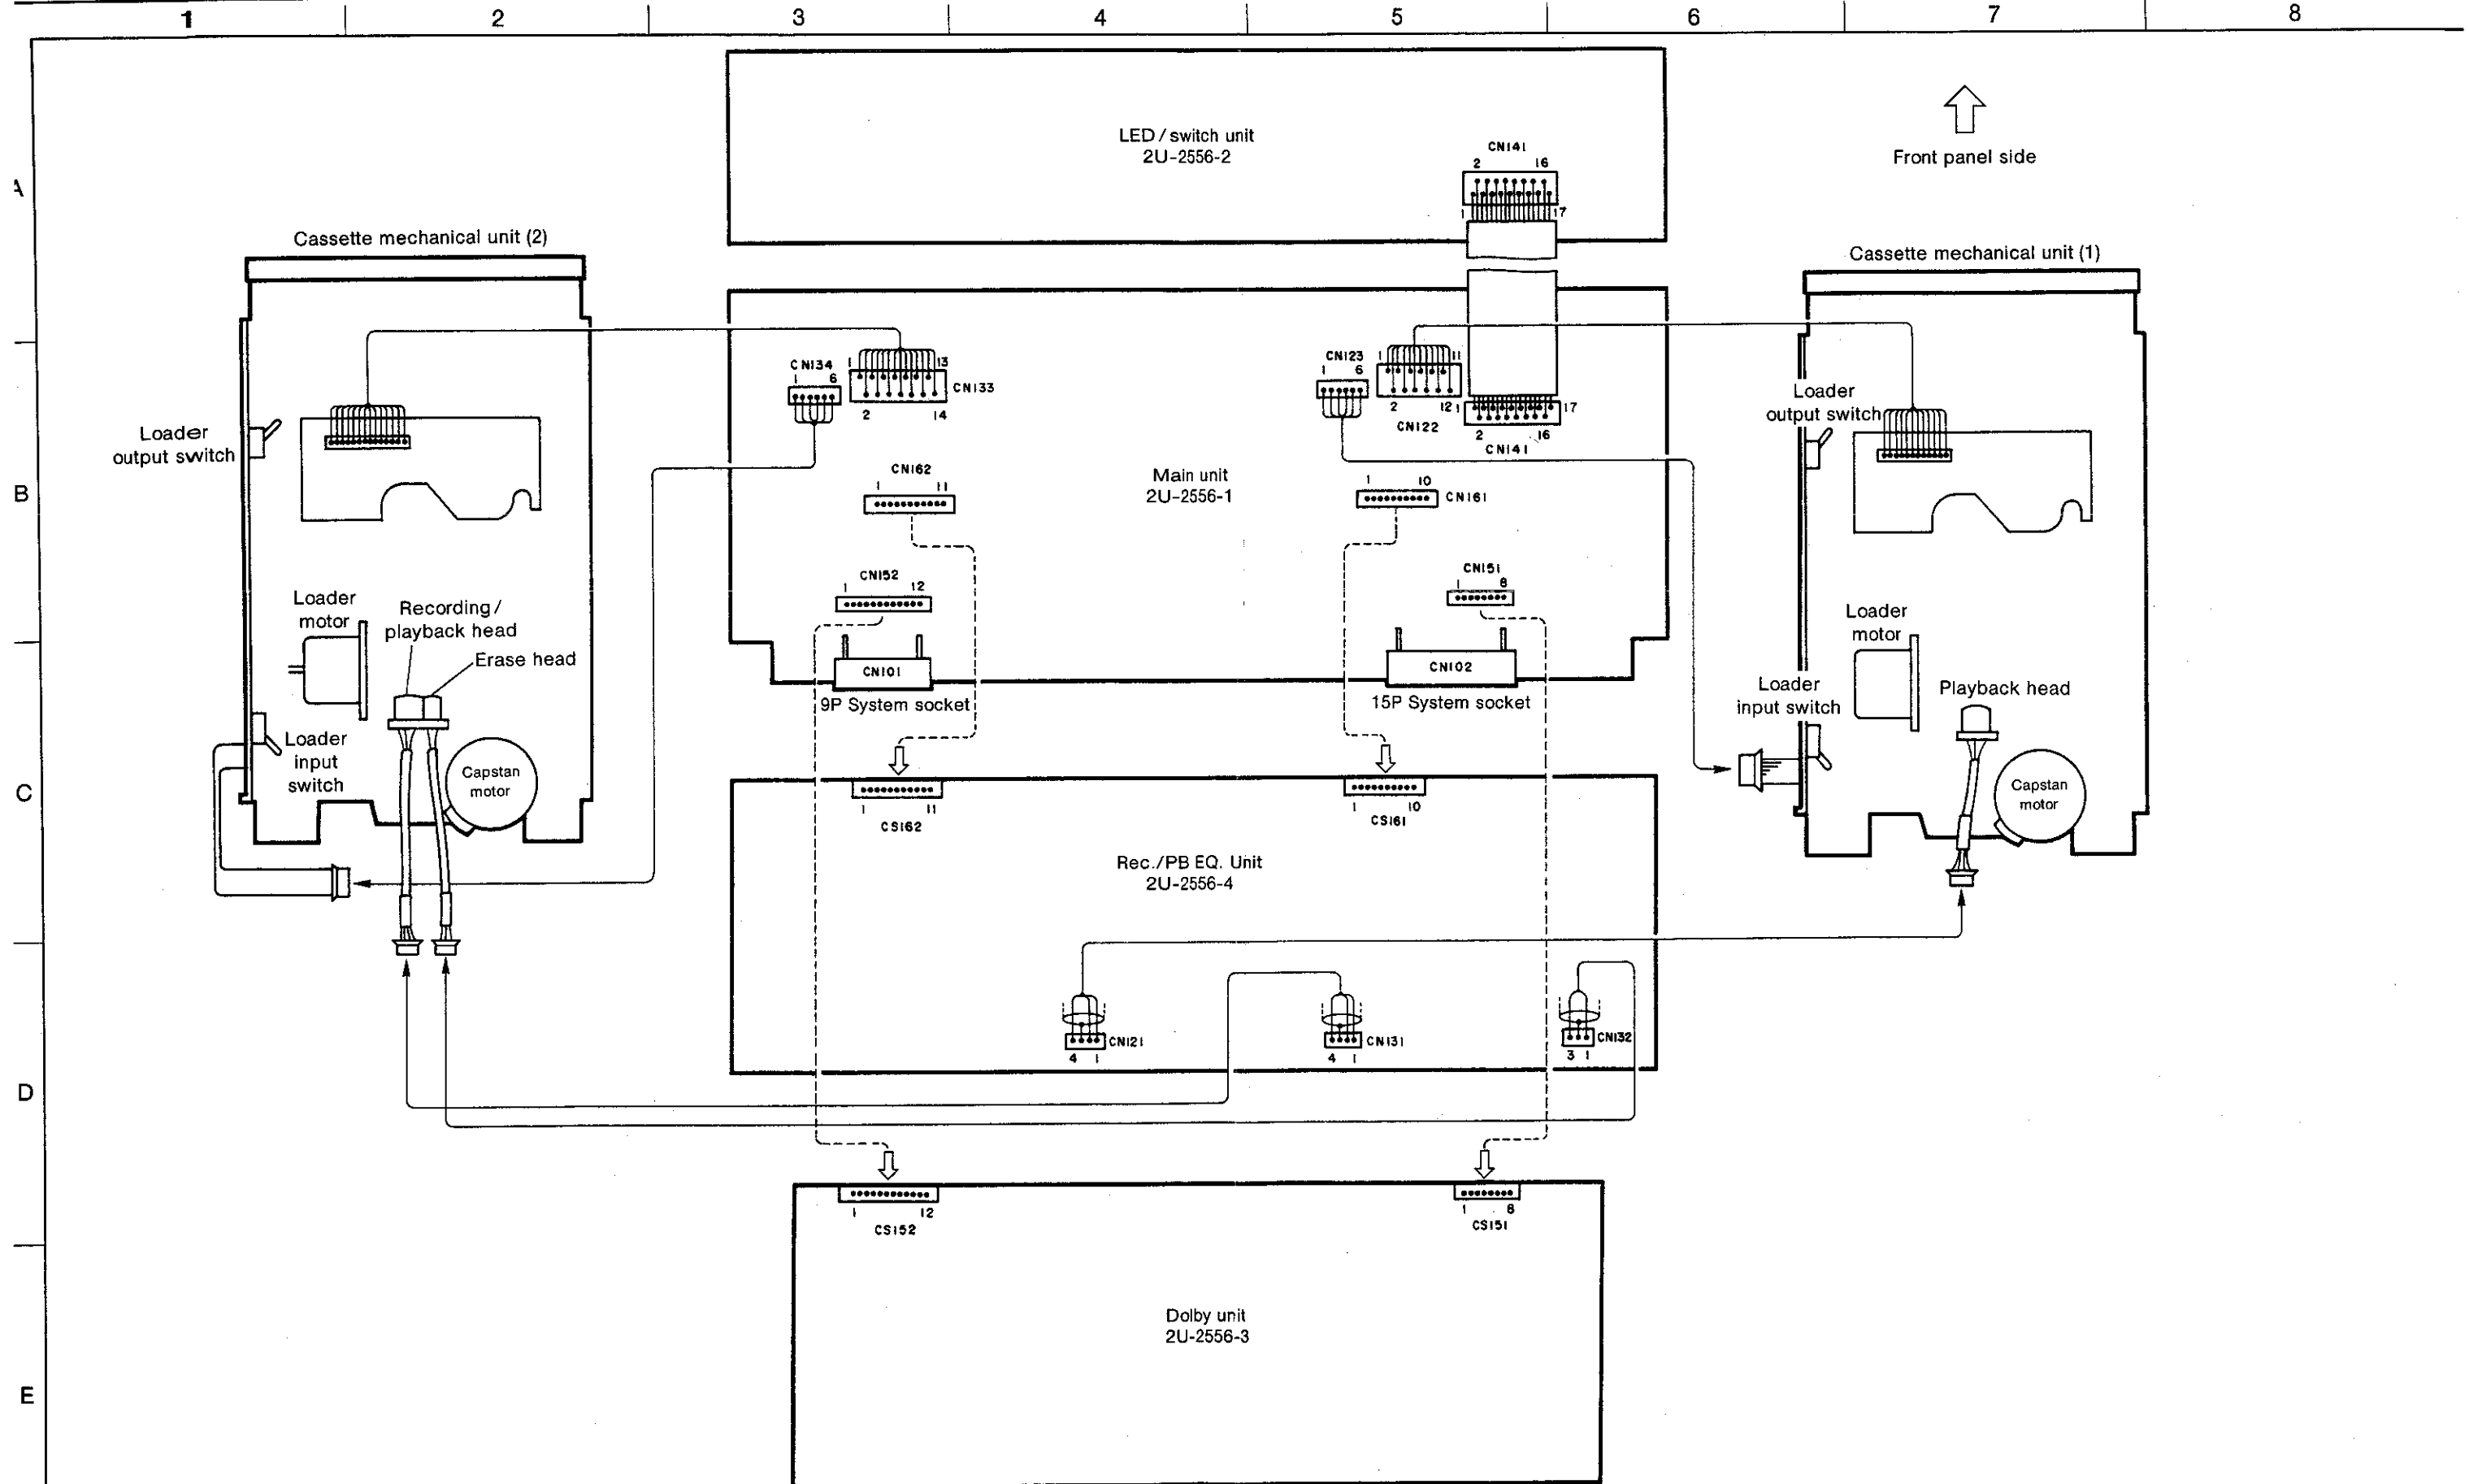 1 2 3 4 5 6 7 8
A
B
C
D
E
LED / switch unit
2U-2556-2
CN141
2 16
1 17
Front panel side
Cassette mechanical unit (2)
Cassette mechanical unit (1)
CN134
1 6
1 13
CN133
2 14
CN123
1 6
1 11
2 12
CN122
1 17
2 16
CN141
Loader
output switch
Loader
output switch
CN162
1 11
Main unit
2U-2556-1
1 10
CN161
CN152
1 12
CN151
1 8
Loader
motor
Recording /
playback head
Erase head
Loader
motor
CN101
CN102
9P System socket
15P System socket
Loader
input switch
Playback head
Loader
input
switch
Capstan
motor
Capstan
motor
1 11
CS162
1 10
CS161
Rec./PB EQ. Unit
2U-2556-4
CN121
4 1
CN131
4 1
CN132
3 1
1 12
CS152
1 8
CS151
Dolby unit
2U-2556-3